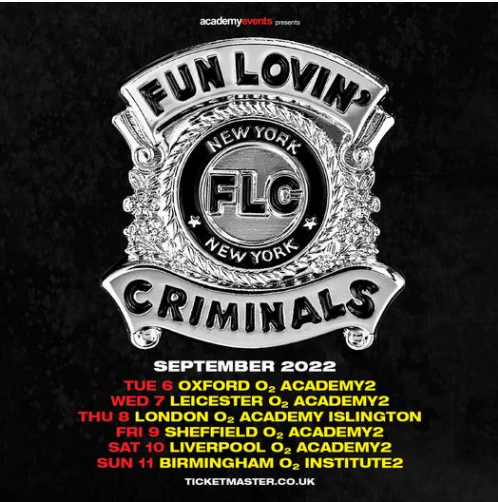 academyevents presents
FUN LOVIN'
NEW YORK
FLC
NEW YORK
CRIMINALS
SEPTEMBER 2022
TUE 6 OXFORD O₂ ACADEMY2
WED 7 LEICESTER O₂ ACADEMY2
THU 8 LONDON O₂ ACADEMY ISLINGTON
FRI 9 SHEFFIELD O₂ ACADEMY2
SAT 10 LIVERPOOL O₂ ACADEMY2
SUN 11 BIRMINGHAM O₂ INSTITUTE2
TICKETMASTER.CO.UK